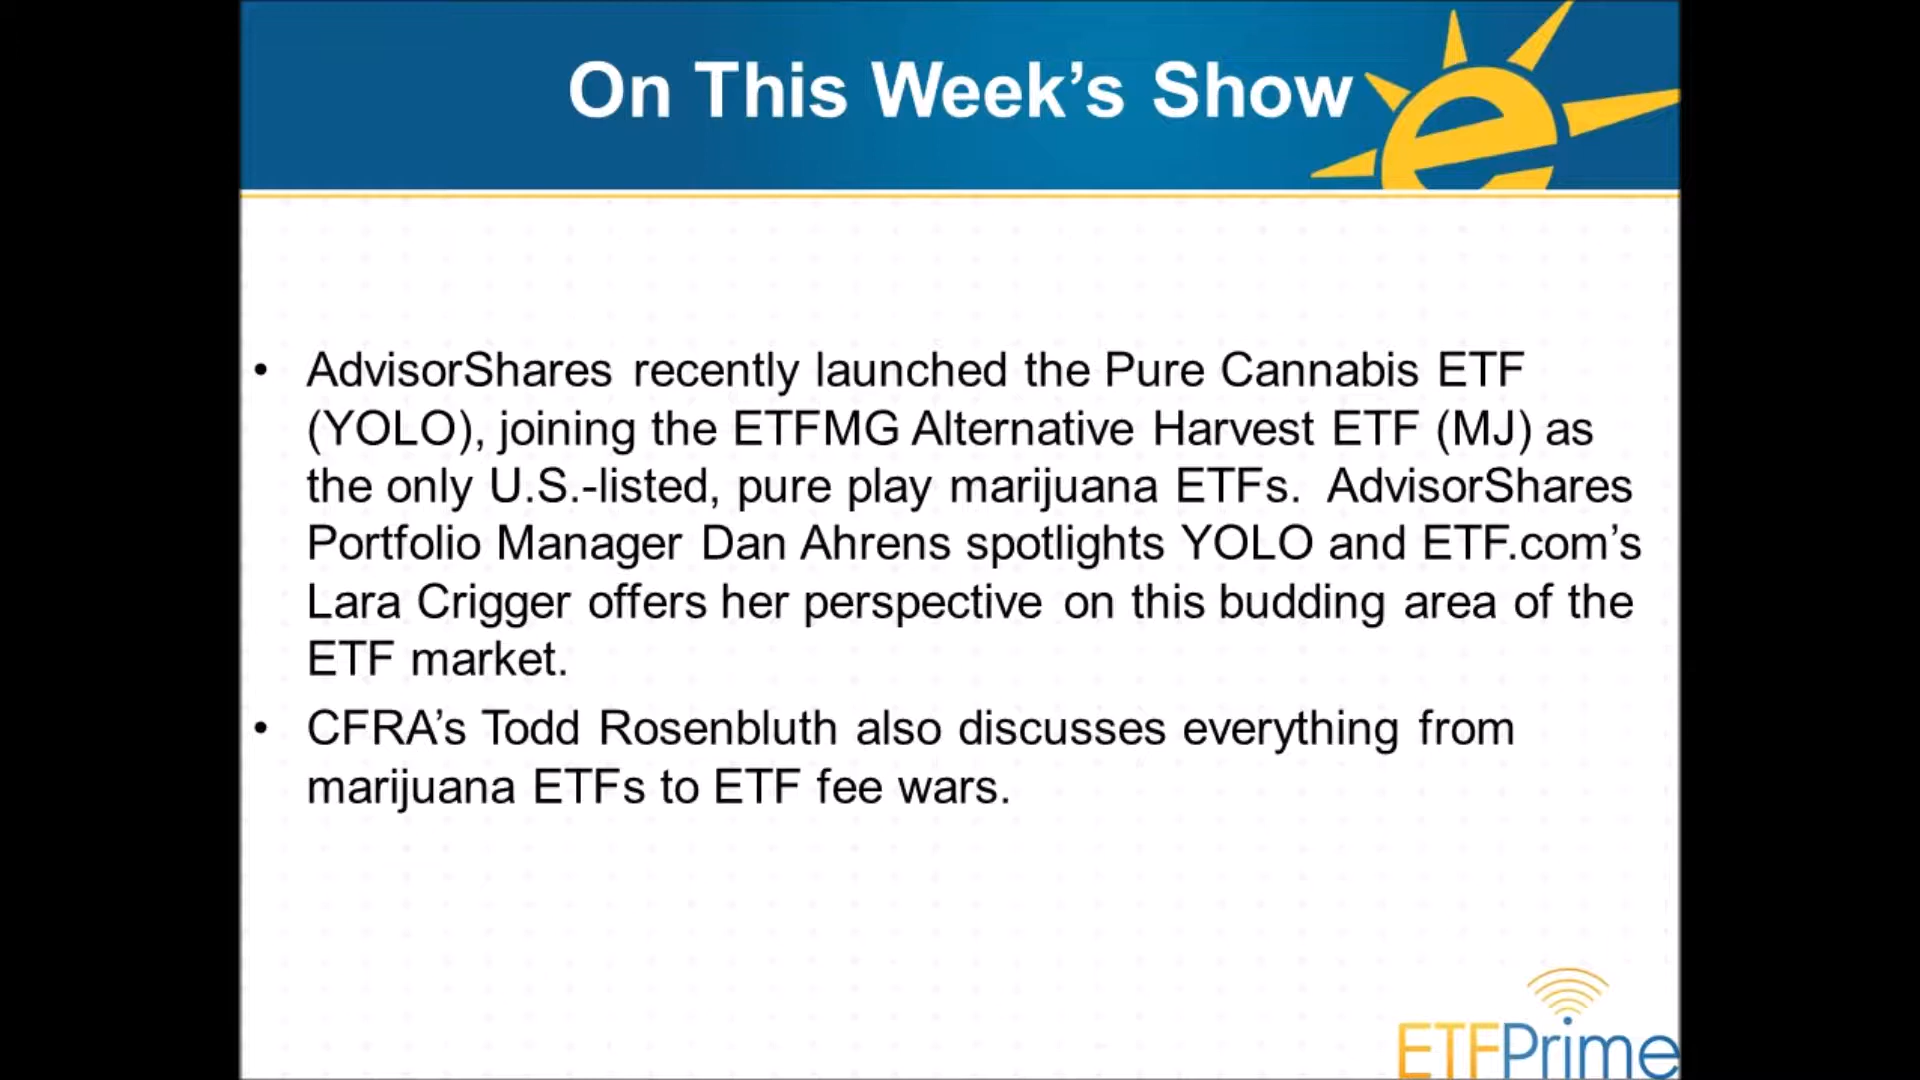 On This Week’s Show
• AdvisorShares recently launched the Pure Cannabis ETF
(YOLO), joining the ETFMG Alternative Harvest ETF (MJ) as
the only U.S.-listed, pure play marijuana ETFs. AdvisorShares
Portfolio Manager Dan Ahrens spotlights YOLO and ETF.com’s
Lara Crigger offers her perspective on this budding area of the
ETF market.
• CFRA’s Todd Rosenbluth also discusses everything from
marijuana ETFs to ETF fee wars.
ETFPrime